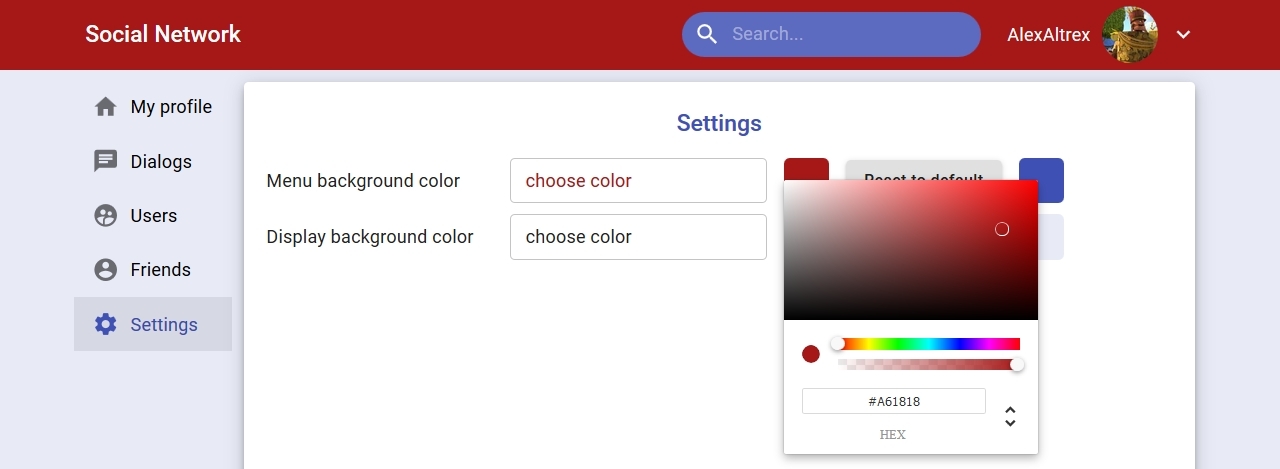 Social Network
Search...
AlexAltrex
My profile
Dialogs
Users
Friends
Settings
Settings
Menu background color
choose color
Reset to default
Display background color
choose color
#A61818
HEX